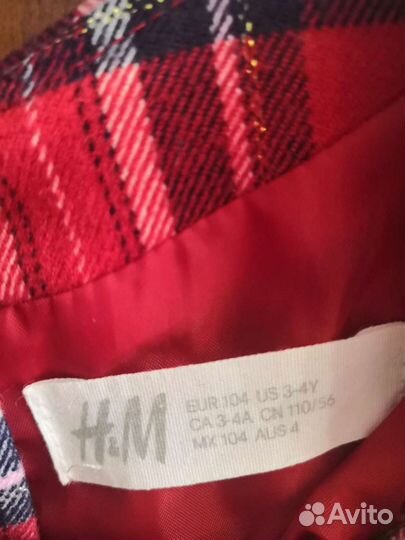 H&M
EUR 104 US 3-4Y
CA 3-4A, CN 110/56
MX 104 AUS 4
Avito